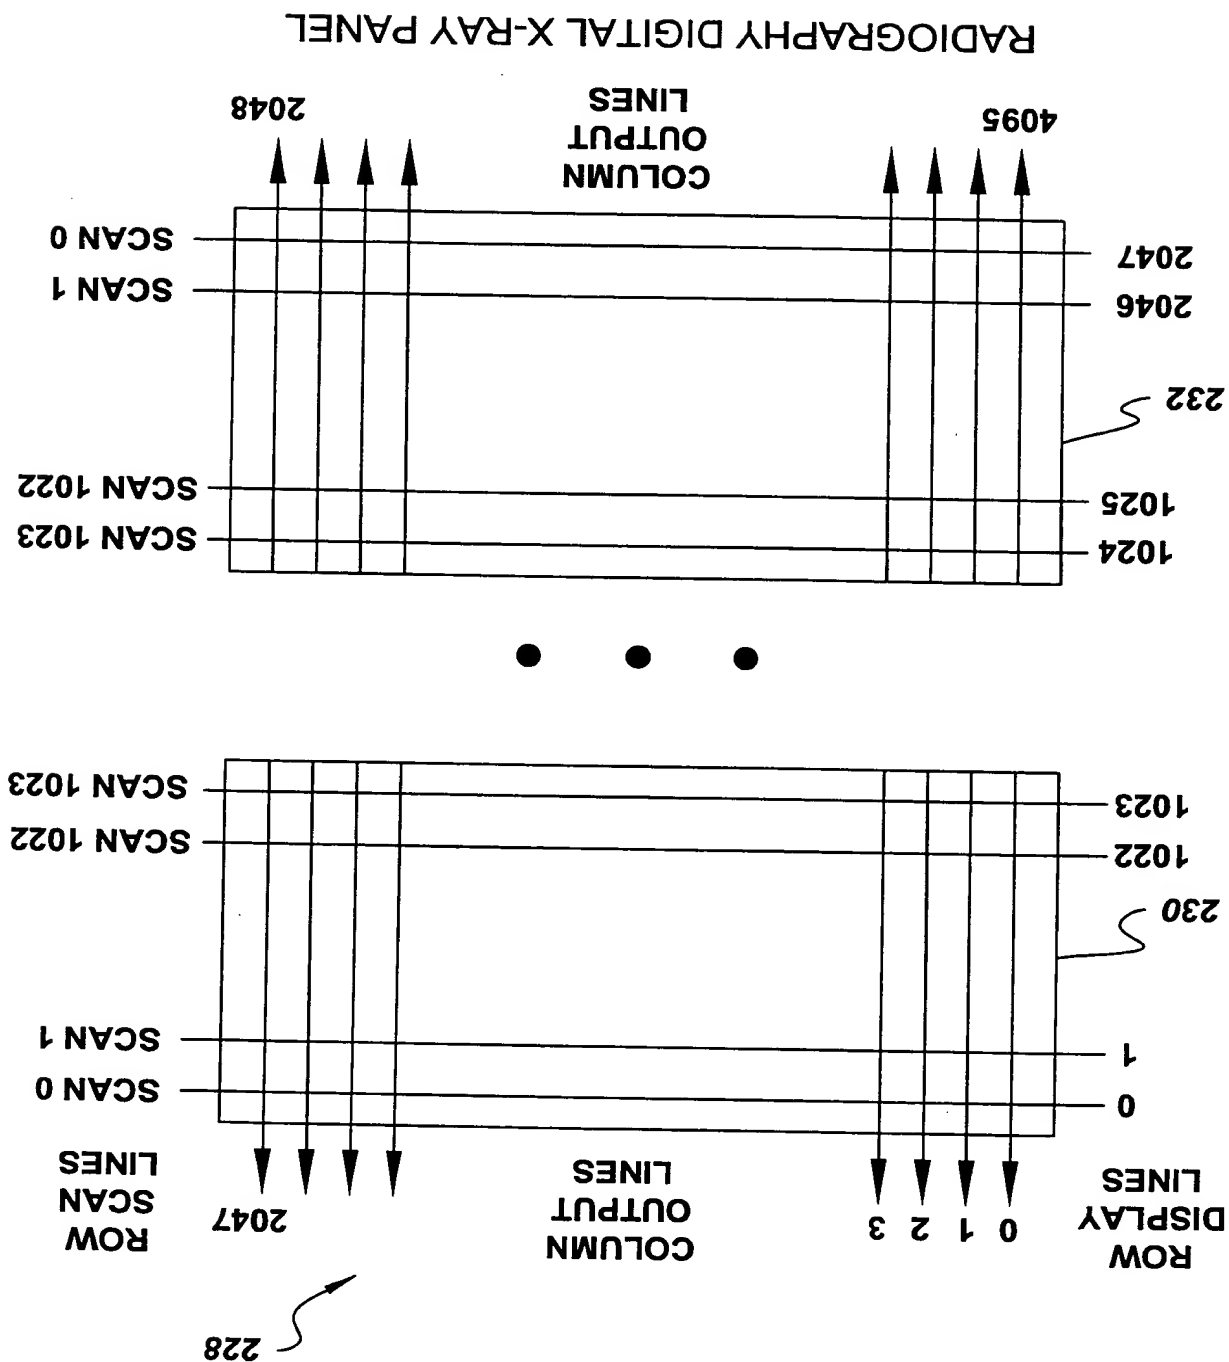 228
ROW
DISPLAY
LINES
0 1 2 3
COLUMN
OUTPUT
LINES
2047
ROW
SCAN
LINES
0
SCAN 0
1
SCAN 1
230
1022
SCAN 1022
1023
SCAN 1023
1024
SCAN 1023
1025
SCAN 1022
232
2046
SCAN 1
2047
SCAN 0
4095
COLUMN
OUTPUT
LINES
2048
RADIOGRAPHY DIGITAL X-RAY PANEL